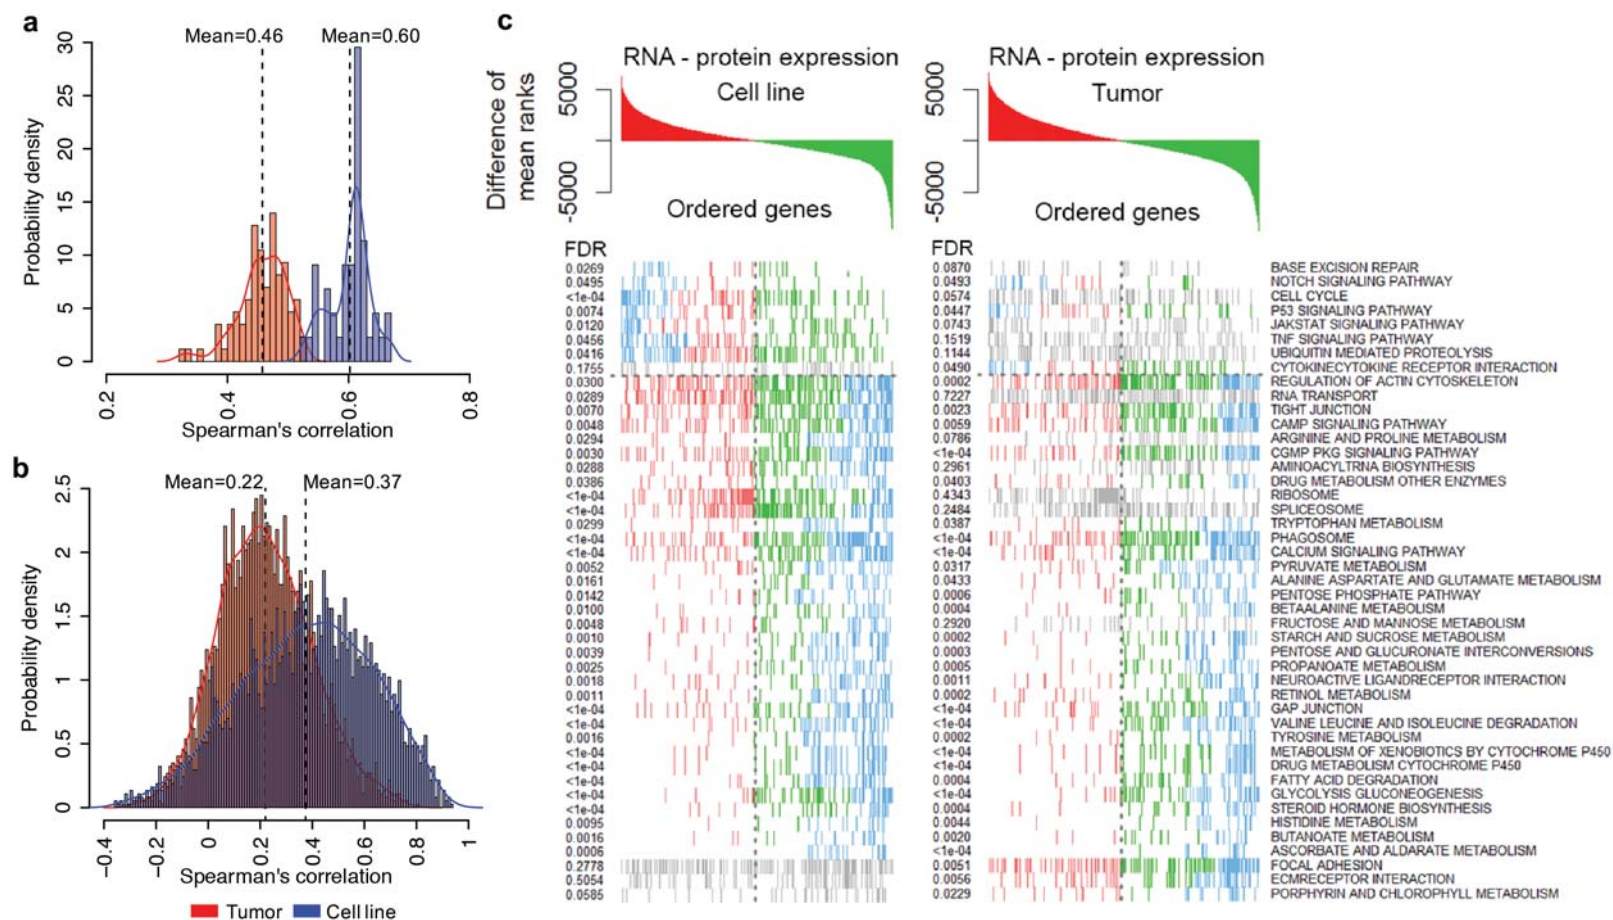 a
Mean=0.46
Mean=0.60
Probability density
30
25
20
15
10
5
0
0.2
0.4
0.6
0.8
Spearman's correlation
b
Mean=0.22
Mean=0.37
Probability density
2.5
2
1.5
1
0.5
0
−0.4
−0.2
0
0.2
0.4
0.6
0.8
1
Spearman's correlation
Tumor
Cell line
c
Difference of
mean ranks
5000
-5000
RNA - protein expression
Cell line
Ordered genes
5000
-5000
RNA - protein expression
Tumor
Ordered genes
FDR
FDR
0.0269 0.0870 BASE EXCISION REPAIR
0.0495 0.0493 NOTCH SIGNALING PATHWAY
<1e-04 0.0574 CELL CYCLE
0.0074 0.0447 P53 SIGNALING PATHWAY
0.0120 0.0743 JAKSTAT SIGNALING PATHWAY
0.0456 0.1519 TNF SIGNALING PATHWAY
0.0416 0.1144 UBIQUITIN MEDIATED PROTEOLYSIS
0.1755 0.0490 CYTOKINECYTOKINE RECEPTOR INTERACTION
0.0300 0.0002 REGULATION OF ACTIN CYTOSKELETON
0.0289 0.7227 RNA TRANSPORT
0.0070 0.0023 TIGHT JUNCTION
0.0048 0.0059 CAMP SIGNALING PATHWAY
0.0294 0.0786 ARGININE AND PROLINE METABOLISM
0.0030 <1e-04 CGMP PKG SIGNALING PATHWAY
0.0288 0.2961 AMINOACYLTRNA BIOSYNTHESIS
0.0386 0.0403 DRUG METABOLISM OTHER ENZYMES
<1e-04 0.4343 RIBOSOME
<1e-04 0.2484 SPLICEOSOME
0.0299 0.0387 TRYPTOPHAN METABOLISM
<1e-04 <1e-04 PHAGOSOME
<1e-04 <1e-04 CALCIUM SIGNALING PATHWAY
0.0052 0.0317 PYRUVATE METABOLISM
0.0161 0.0433 ALANINE ASPARTATE AND GLUTAMATE METABOLISM
0.0142 0.0006 PENTOSE PHOSPHATE PATHWAY
0.0100 0.0004 BETAALANINE METABOLISM
0.0048 0.2920 FRUCTOSE AND MANNOSE METABOLISM
0.0010 0.0002 STARCH AND SUCROSE METABOLISM
0.0039 0.0003 PENTOSE AND GLUCURONATE INTERCONVERSIONS
0.0025 0.0005 PROPANOATE METABOLISM
0.0018 0.0011 NEUROACTIVE LIGANDRECEPTOR INTERACTION
0.0011 0.0002 RETINOL METABOLISM
<1e-04 <1e-04 GAP JUNCTION
<1e-04 <1e-04 VALINE LEUCINE AND ISOLEUCINE DEGRADATION
0.0016 0.0002 TYROSINE METABOLISM
<1e-04 <1e-04 METABOLISM OF XENOBIOTICS BY CYTOCHROME P450
<1e-04 <1e-04 DRUG METABOLISM CYTOCHROME P450
<1e-04 0.0004 FATTY ACID DEGRADATION
<1e-04 <1e-04 GLYCOLYSIS GLUCONEOGENESIS
<1e-04 0.0004 STEROID HORMONE BIOSYNTHESIS
0.0095 0.0044 HISTIDINE METABOLISM
0.0016 0.0020 BUTANOATE METABOLISM
0.0006 <1e-04 ASCORBATE AND ALDARATE METABOLISM
0.2778 0.0051 FOCAL ADHESION
0.5054 0.0056 ECMRECEPTOR INTERACTION
0.0585 0.0229 PORPHYRIN AND CHLOROPHYLL METABOLISM